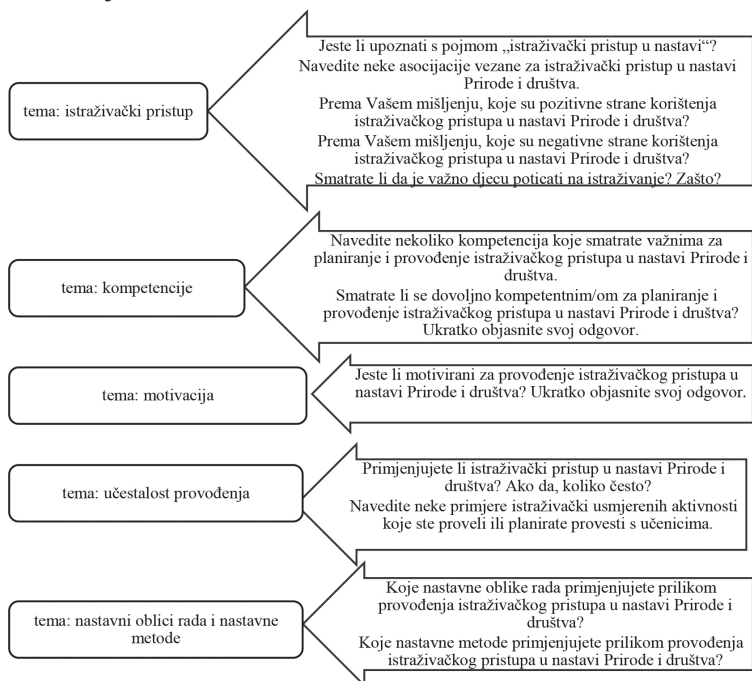 tema: istraživački pristup
Jeste li upoznati s pojmom „istraživački pristup u nastavi“?
Navedite neke asocijacije vezane za istraživački pristup u nastavi
Prirode i društva.
Prema Vašem mišljenju, koje su pozitivne strane korištenja
istraživačkog pristupa u nastavi Prirode i društva?
Prema Vašem mišljenju, koje su negativne strane korištenja
istraživačkog pristupa u nastavi Prirode i društva?
Smatrate li da je važno djecu poticati na istraživanje? Zašto?
tema: kompetencije
Navedite nekoliko kompetencija koje smatrate važnima za
planiranje i provođenje istraživačkog pristupa u nastavi Prirode i
društva.
Smatrate li se dovoljno kompetentnim/om za planiranje i
provođenje istraživačkog pristupa u nastavi Prirode i društva?
Ukratko objasnite svoj odgovor.
tema: motivacija
Jeste li motivirani za provođenje istraživačkog pristupa u
nastavi Prirode i društva? Ukratko objasnite svoj odgovor.
tema: učestalost provođenja
Primjenjujete li istraživački pristup u nastavi Prirode i
društva? Ako da, koliko često?
Navedite neke primjere istraživački usmjerenih aktivnosti
koje ste proveli ili planirate provesti s učenicima.
tema: nastavni oblici rada i nastavne
metode
Koje nastavne oblike rada primjenjujete prilikom
provođenja istraživačkog pristupa u nastavi Prirode i
društva?
Koje nastavne metode primjenjujete prilikom provođenja
istraživačkog pristupa u nastavi Prirode i društva?